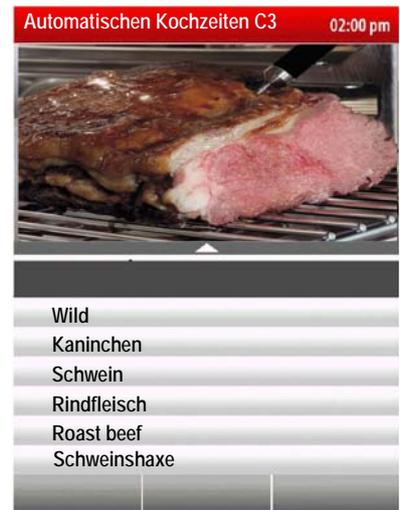 Automatischen Kochzeiten C3
02:00 pm
Wild
Kaninchen
Schwein
Rindfleisch
Roast beef
Schweinshaxe